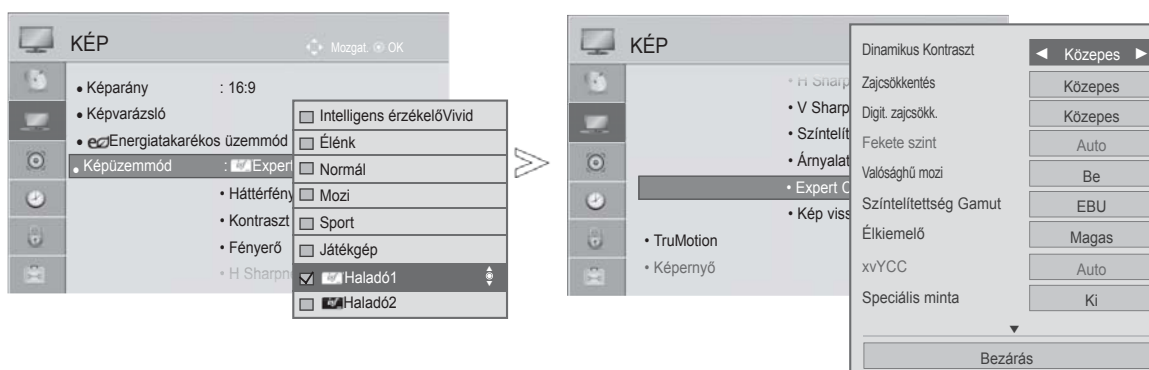 KÉP
Mozgat. OK
• Képarány : 16:9
• Képvarázsló
• Energiatakarékos üzemmód
• Képüzemmód : Expert
• Háttérfény
• Kontraszt
• Fényerő
• H Sharpn
Intelligens érzékelőVivid
Élénk
Normál
Mozi
Sport
Játékgép
Haladó1
Haladó2
KÉP
• H Sharp
• V Sharp
• Színtelít
• Árnyalat
• Expert C
• Kép viss
• TruMotion
• Képernyő
Dinamikus Kontraszt ◄ Közepes ►
Zajcsökkentés Közepes
Digit. zajcsökk. Közepes
Fekete szint Auto
Valósághű mozi Be
Színtelítettség Gamut EBU
Élkiemelő Magas
xvYCC Auto
Speciális minta Ki
▼
Bezárás